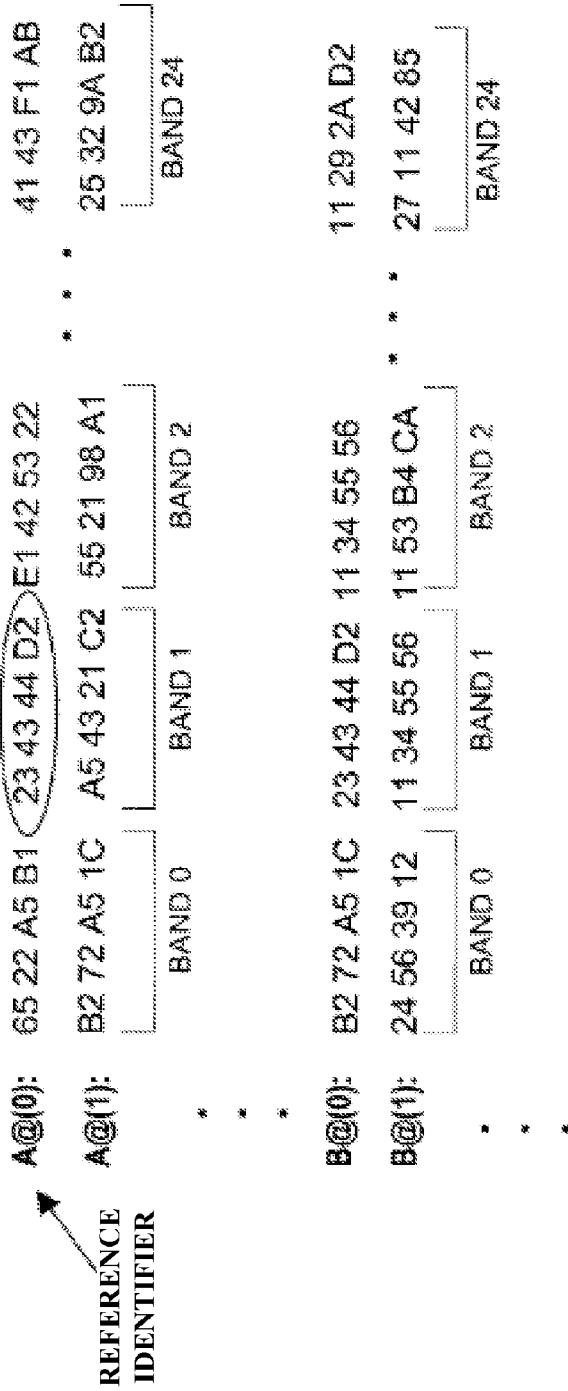 REFERENCE
IDENTIFIER
A@(0): 65 22 A5 B1 23 43 44 D2 E1 42 53 22 41 43 F1 AB
A@(1): B2 72 A5 1C A5 43 21 C2 55 21 98 A1 * * * 25 32 9A B2
BAND 0 BAND 1 BAND 2 BAND 24
*
*
*
B@(0): B2 72 A5 1C 23 43 44 D2 11 34 55 56 11 29 2A D2
B@(1): 24 56 39 12 11 34 55 56 11 53 B4 CA * * * 27 11 42 85
BAND 0 BAND 1 BAND 2 BAND 24
*
*
*